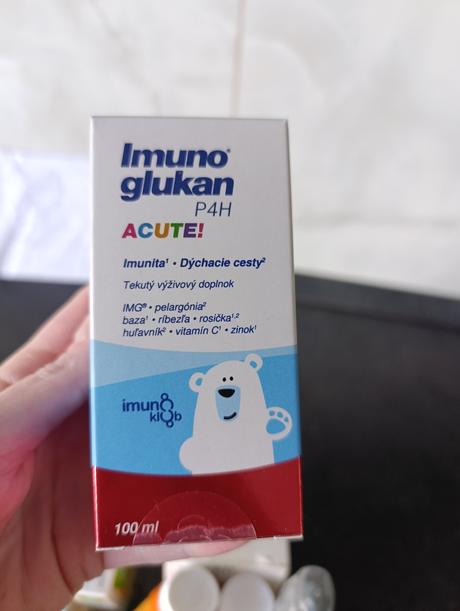 Imuno®
glukan
P4H
ACUTE!
Imunita¹ • Dýchacie cesty²
Tekutý výživový doplnok
IMG® • pelargónia²
baza¹ • ríbezľa • rosička¹,²
huľavník² • vitamín C¹ • zinok¹
imuno
klub
100 ml